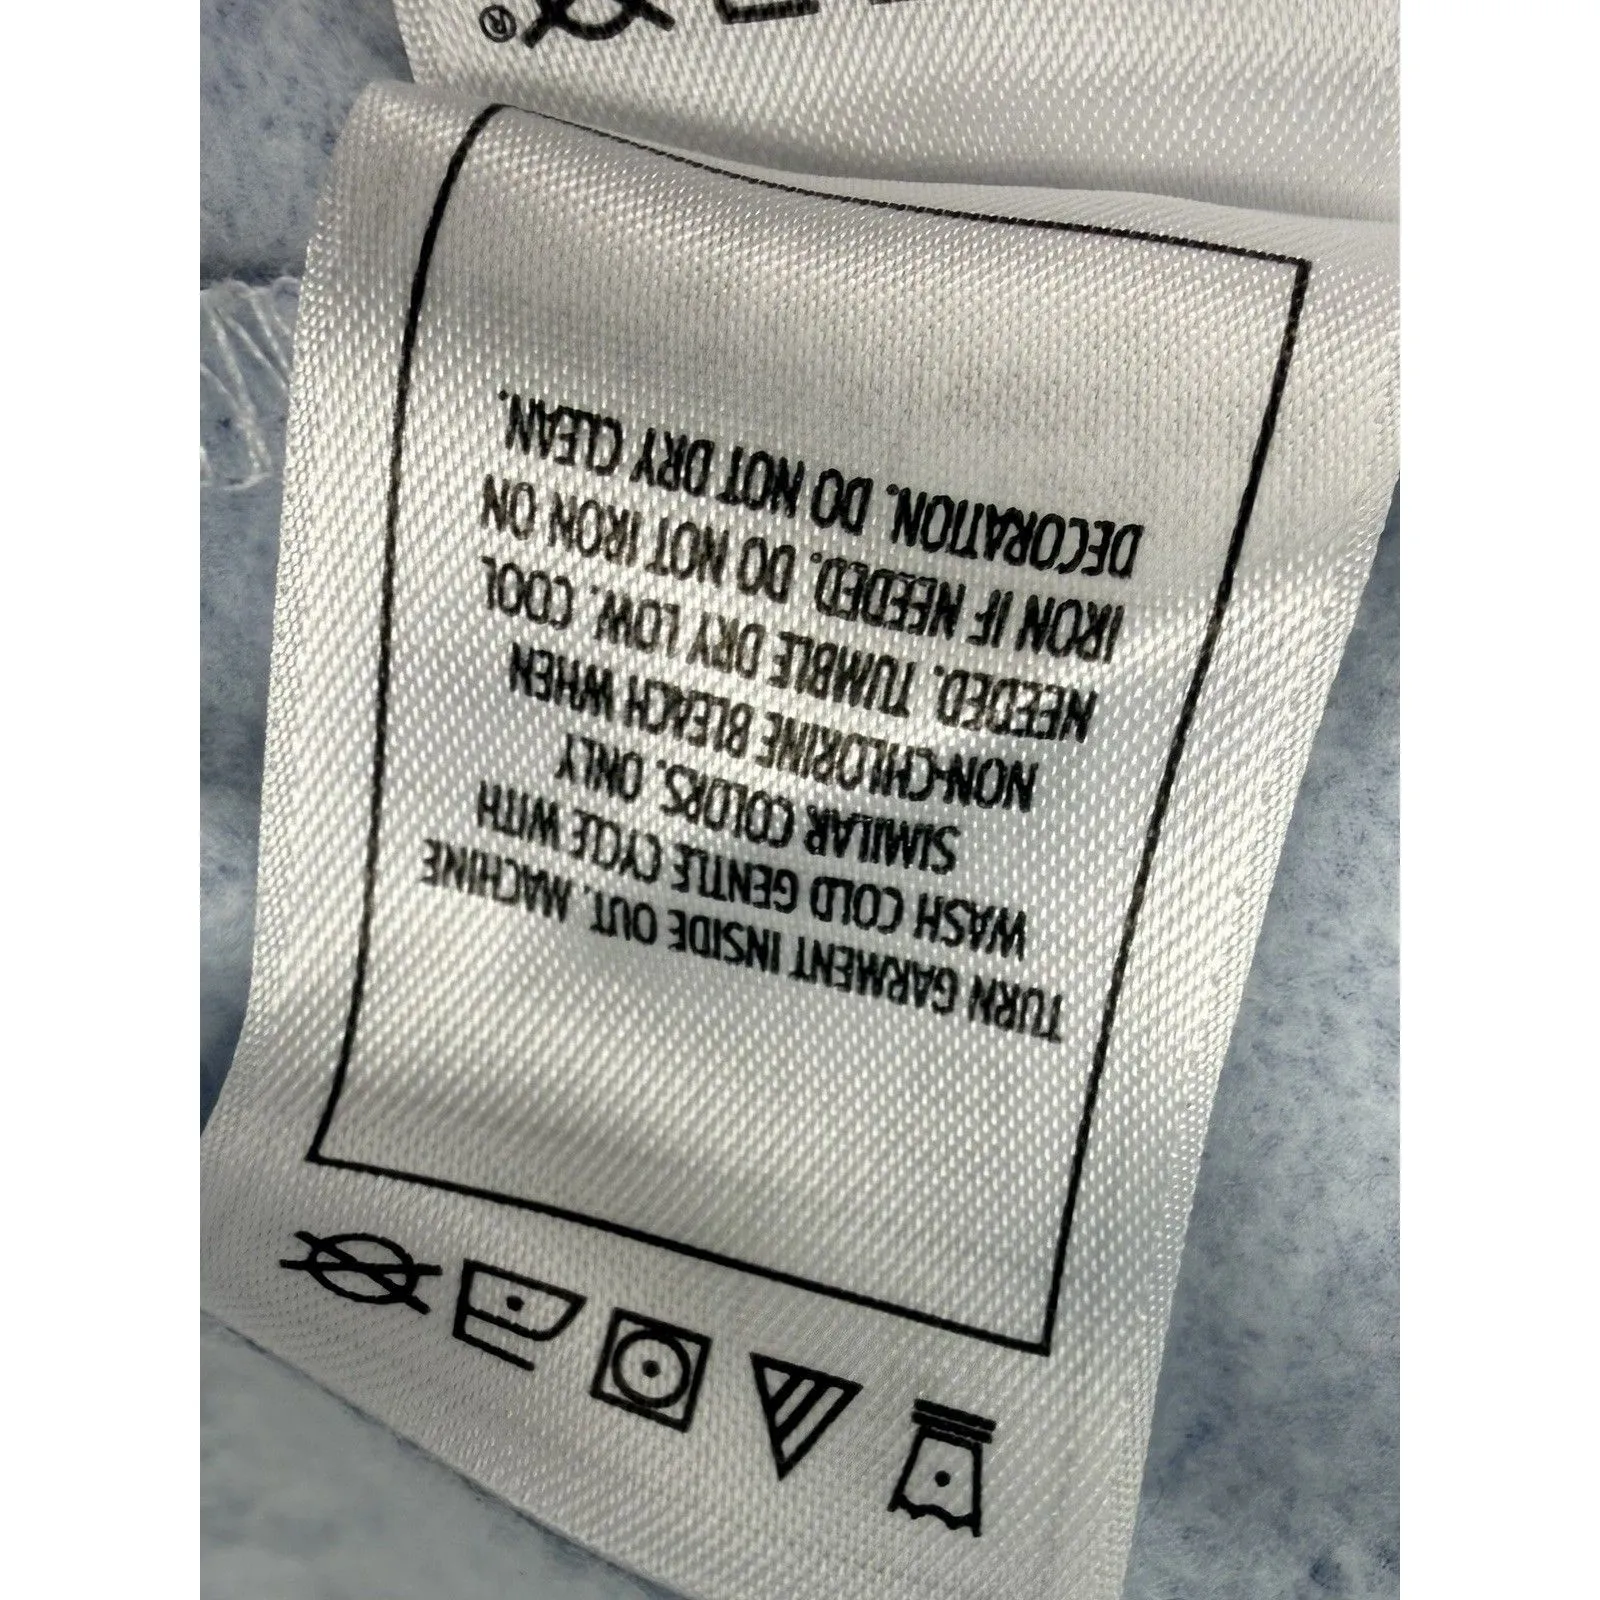 TURN GARMENT INSIDE OUT. MACHINE
WASH COLD GENTLE CYCLE WITH
SIMILAR COLORS. ONLY
NON-CHLORINE BLEACH WHEN
NEEDED. TUMBLE DRY LOW. COOL
IRON IF NEEDED. DO NOT IRON ON
DECORATION. DO NOT DRY CLEAN.
®